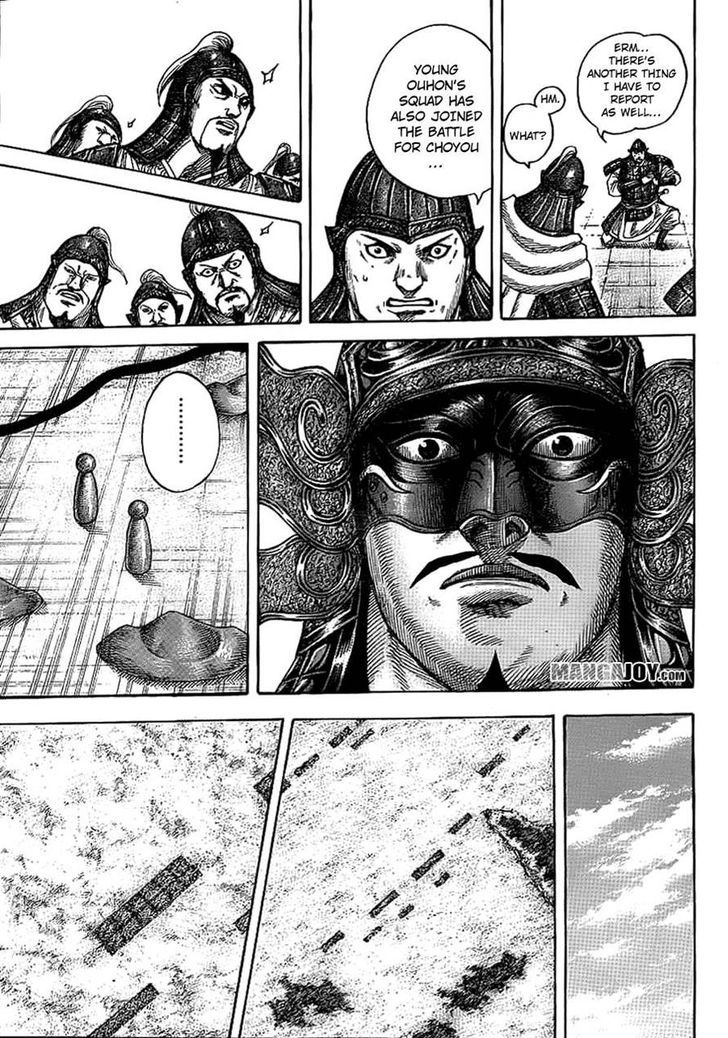 ERM...
THERE'S
ANOTHER THING
I HAVE TO
REPORT
AS WELL...
HM.
WHAT?
YOUNG
OUHON'S
SQUAD HAS
ALSO JOINED
THE BATTLE
FOR CHOYOU
...
.........
MANGAJOY.com